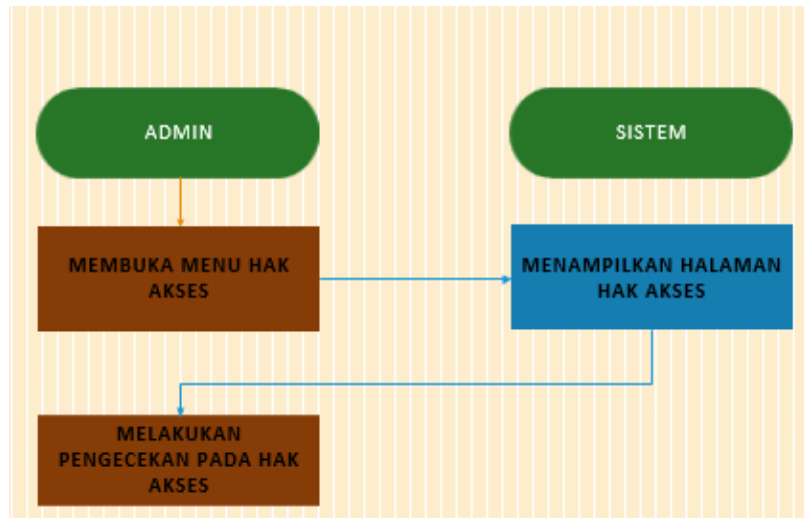 ADMIN
SISTEM
MEMBUKA MENU HAK
AKSES
MENAMPILKAN HALAMAN
HAK AKSES
MELAKUKAN
PENGECEKAN PADA HAK
AKSES